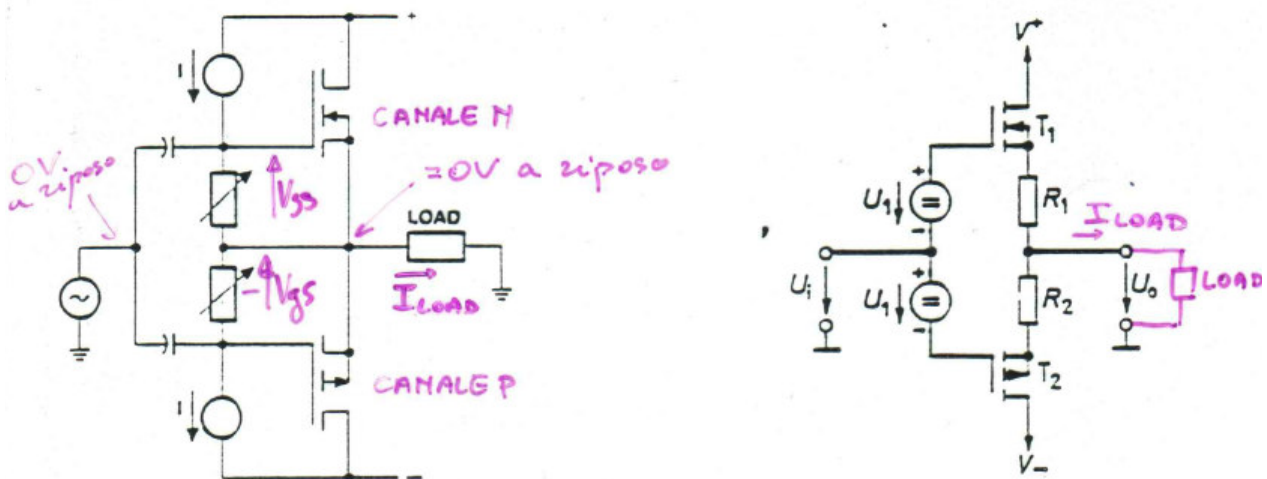 +
I
CANALE N
0V
a riposo
Vgs
=0V a riposo
LOAD
-Vgs
ILOAD
CANALE P
I
-
V+
T1
+
U1
-
R1
ILOAD
,
Ui
+
U1
-
R2
Uo
LOAD
T2
V-